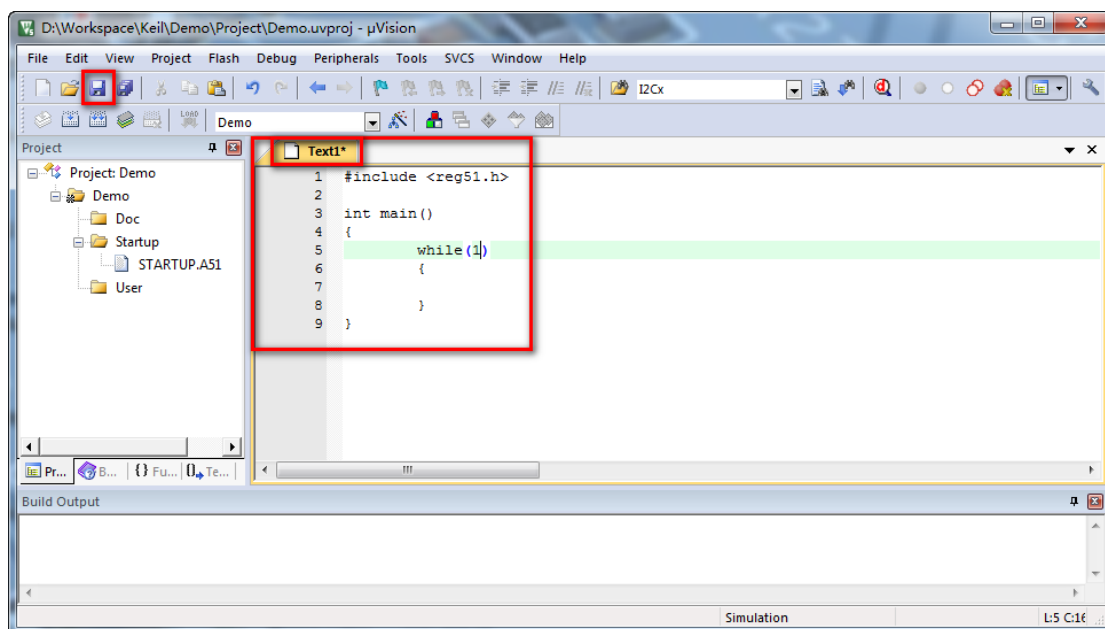 D:\Workspace\Keil\Demo\Project\Demo.uvproj - µVision
File Edit View Project Flash Debug Peripherals Tools SVCS Window Help
I2Cx
LOAD Demo
Project
Text1*
Project: Demo
Demo
Doc
Startup
STARTUP.A51
User
1 #include <reg51.h>
2
3 int main()
4 {
5 while(1)
6 {
7
8 }
9 }
Pr... B... {} Fu... 0 Te...
Build Output
Simulation L:5 C:16